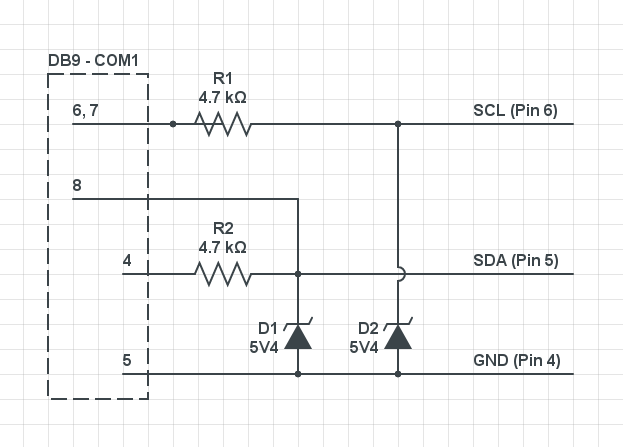 DB9 - COM1
R1
4.7 kΩ
6, 7
SCL (Pin 6)
8
R2
4.7 kΩ
4
SDA (Pin 5)
D1
5V4
D2
5V4
5
GND (Pin 4)